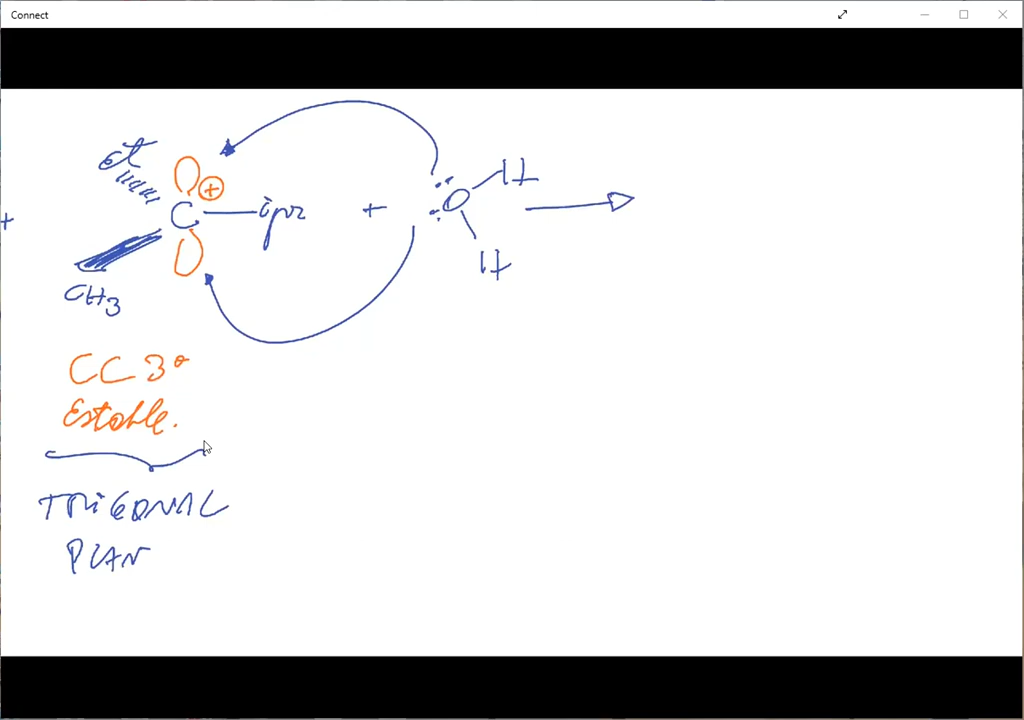 Connect
et
C
+
ipr
+
+
:O:
H
H
CH3
CC 3°
Estable.
TRIGONAL
PLAN